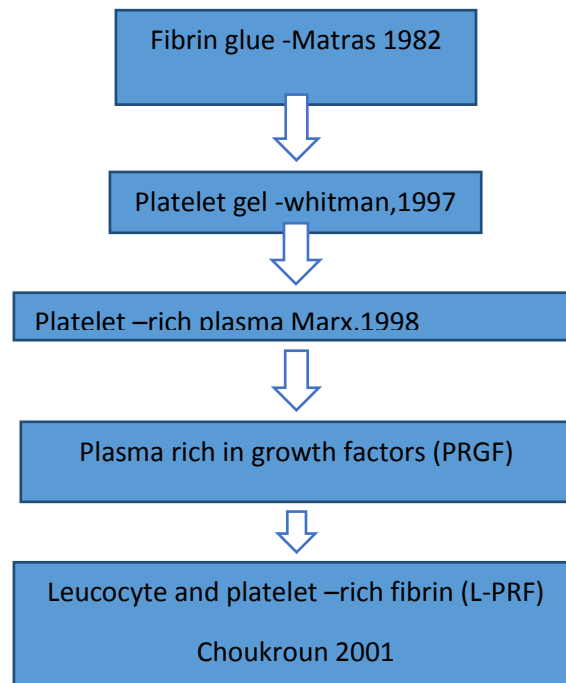 Fibrin glue -Matras 1982
Platelet gel -whitman,1997
Platelet –rich plasma Marx.1998
Plasma rich in growth factors (PRGF)
Leucocyte and platelet –rich fibrin (L-PRF)
Choukroun 2001